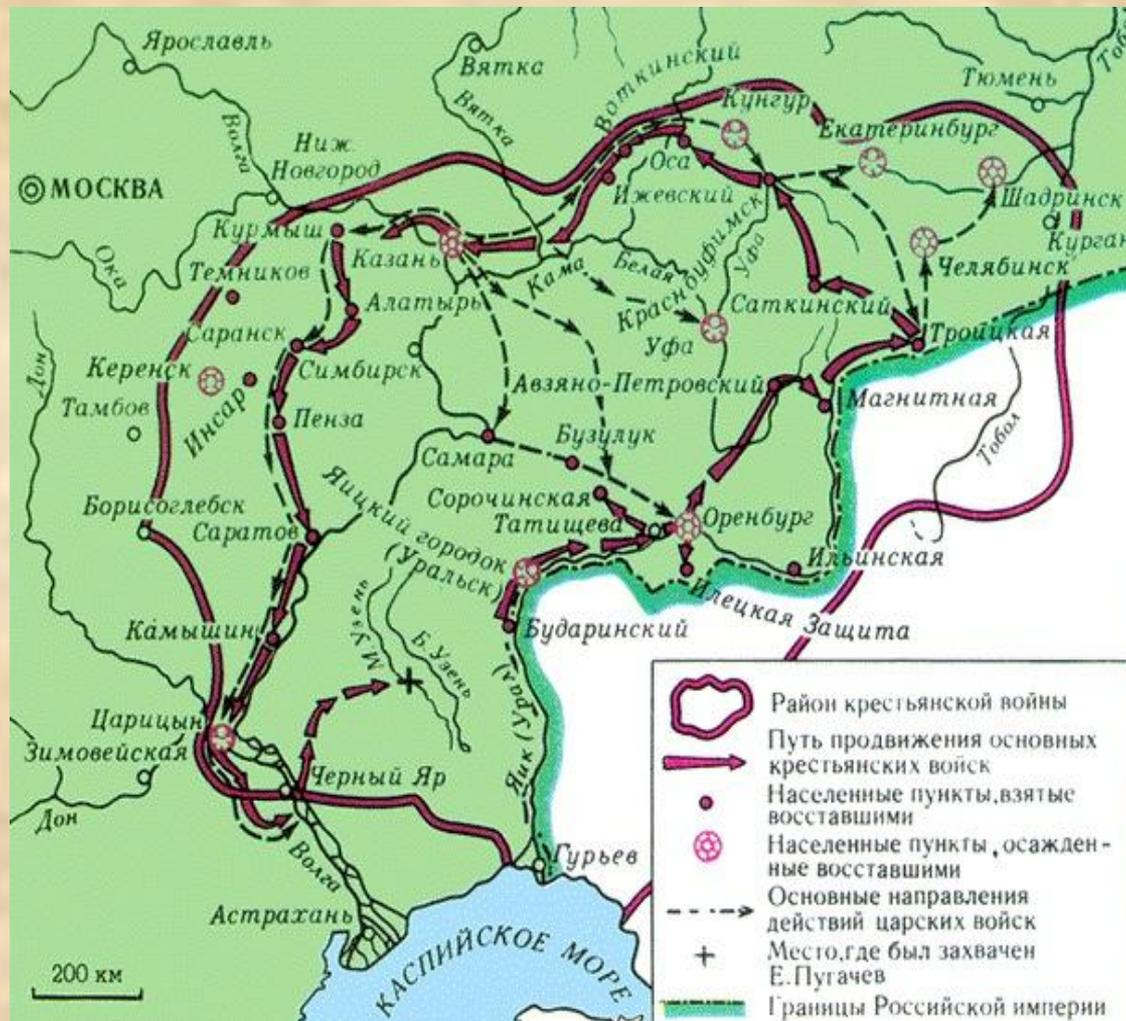 Ярославль
Вятка
Воткинский
Тюмень
Тобол
Волга
Вятка
Кунгур
Екатеринбург
Ниж.
Новгород
Оса
МОСКВА
Ижевский
Шадринск
Курмыш
Казань
Кама
Белая
Краснуфимск
Уфа
Курган
Ока
Темников
Челябинск
Алатырь
Саткинский
Дон
Саранск
Уфа
Тройцкая
Керенск
Симбирск
Авзяно-Петровский
Тамбов
Инсар
Пенза
Магнитная
Бузулук
Тобол
Самара
Сорочинская
Борисоглебск
Татищева
Оренбург
Саратов
Яицкий городок
(Уральск)
Ильинская
Илецкая Защита
Камышин
М.Узень
Б.Узень
Бударинский
Царицын
Яик (Урал)
Зимовейская
Черный Яр
Дон
Волга
Гурьев
Астрахань
КАСПИЙСКОЕ МОРЕ
200 км
Район крестьянской войны
Путь продвижения основных
крестьянских войск
Населенные пункты, взятые
восставшими
Населенные пункты, осажден-
ные восставшими
Основные направления
действий царских войск
Место, где был захвачен
Е.Пугачев
Границы Российской империи